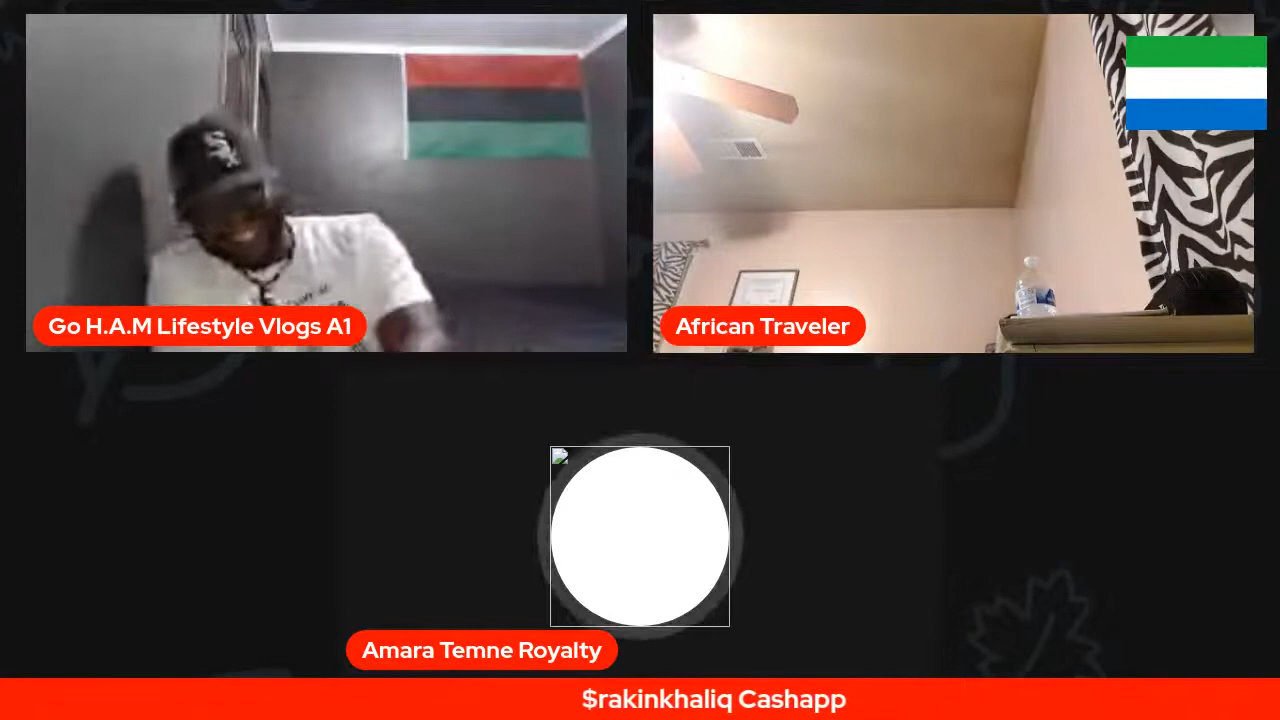 Go H.A.M Lifestyle Vlogs A1
African Traveler
Amara Temne Royalty
$rakinkhaliq Cashapp